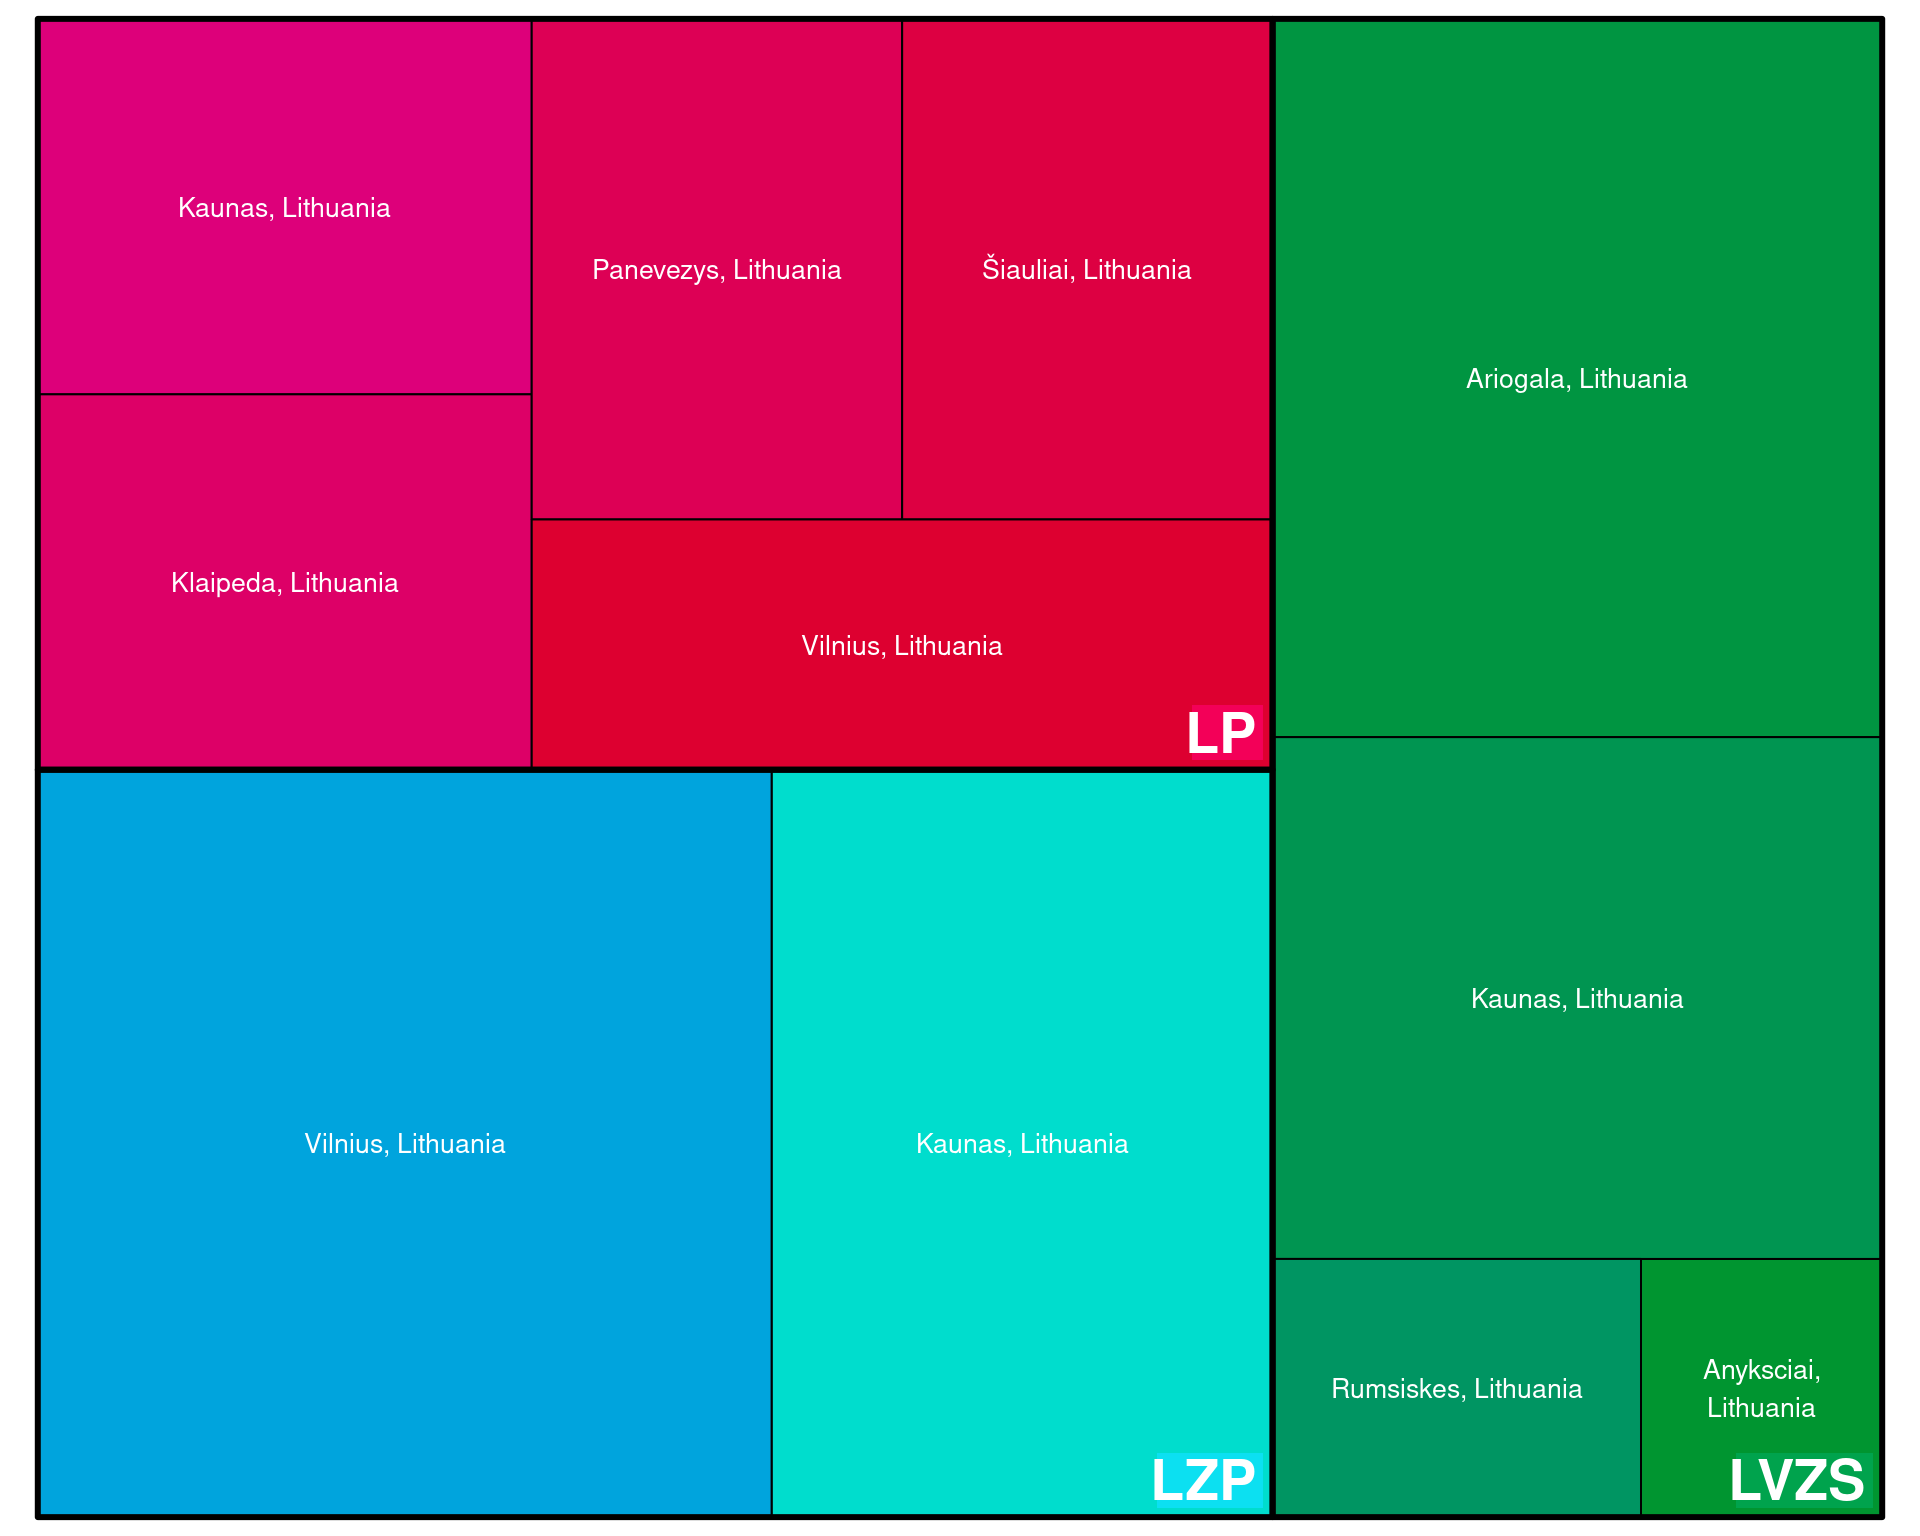 Kaunas, Lithuania
Panevezys, Lithuania
Šiauliai, Lithuania
Klaipeda, Lithuania
Vilnius, Lithuania
LP
Vilnius, Lithuania
Kaunas, Lithuania
LZP
Ariogala, Lithuania
Kaunas, Lithuania
Rumsiskes, Lithuania
Anyksciai,
Lithuania
LVZS